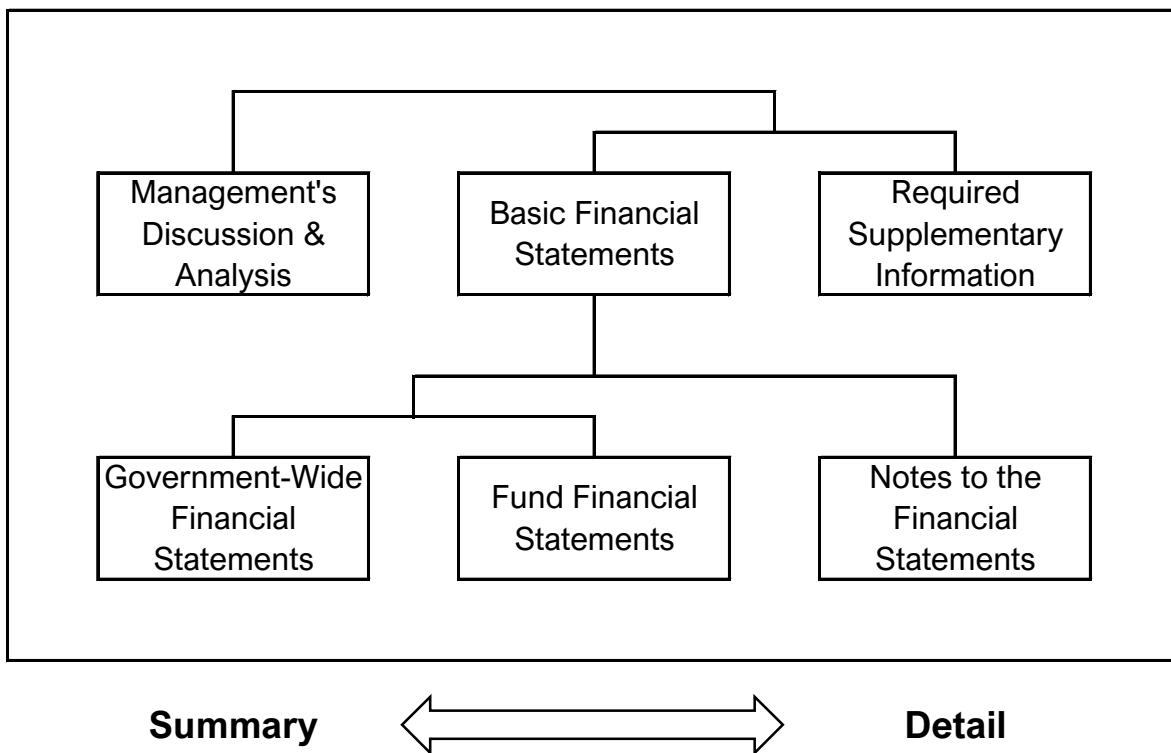 Management's
Discussion &
Analysis
Basic Financial
Statements
Required
Supplementary
Information
Government-Wide
Financial
Statements
Fund Financial
Statements
Notes to the
Financial
Statements
Summary
Detail